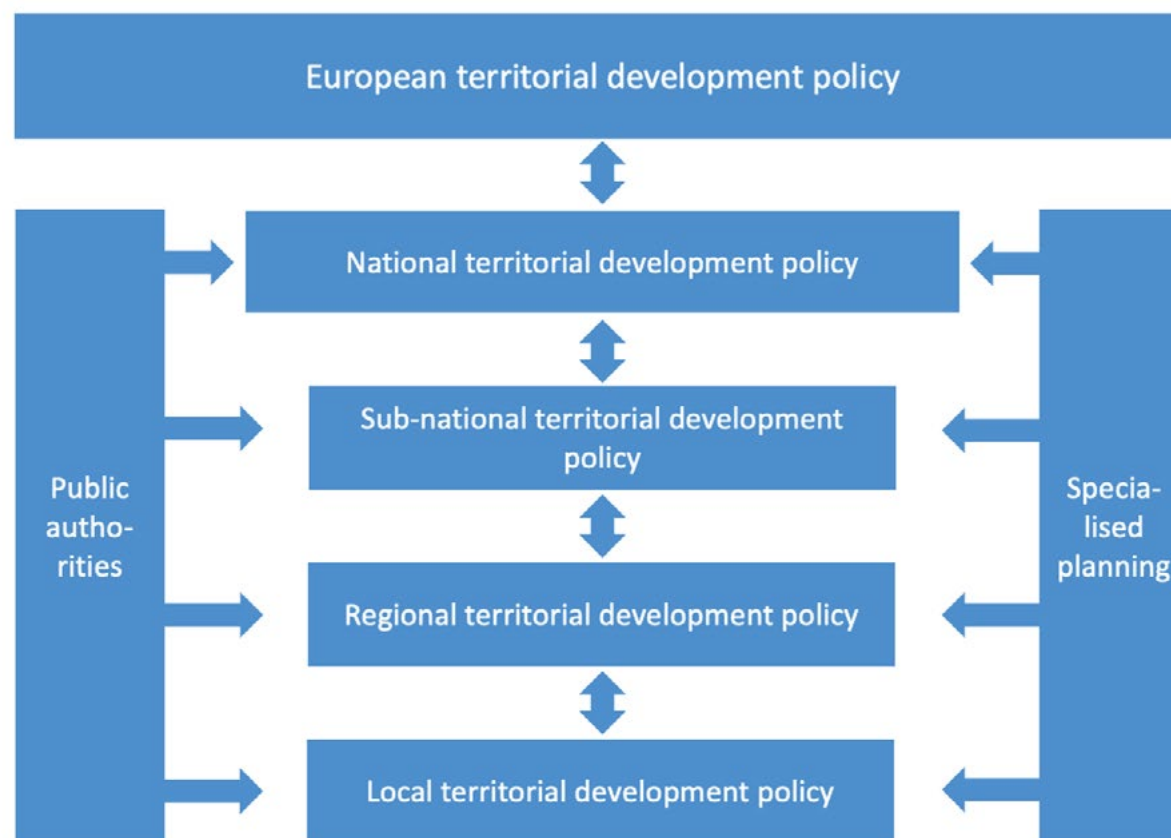 European territorial development policy
National territorial development policy
Sub-national territorial development
policy
Public
autho-
rities
Specia-
lised
planning
Regional territorial development policy
Local territorial development policy